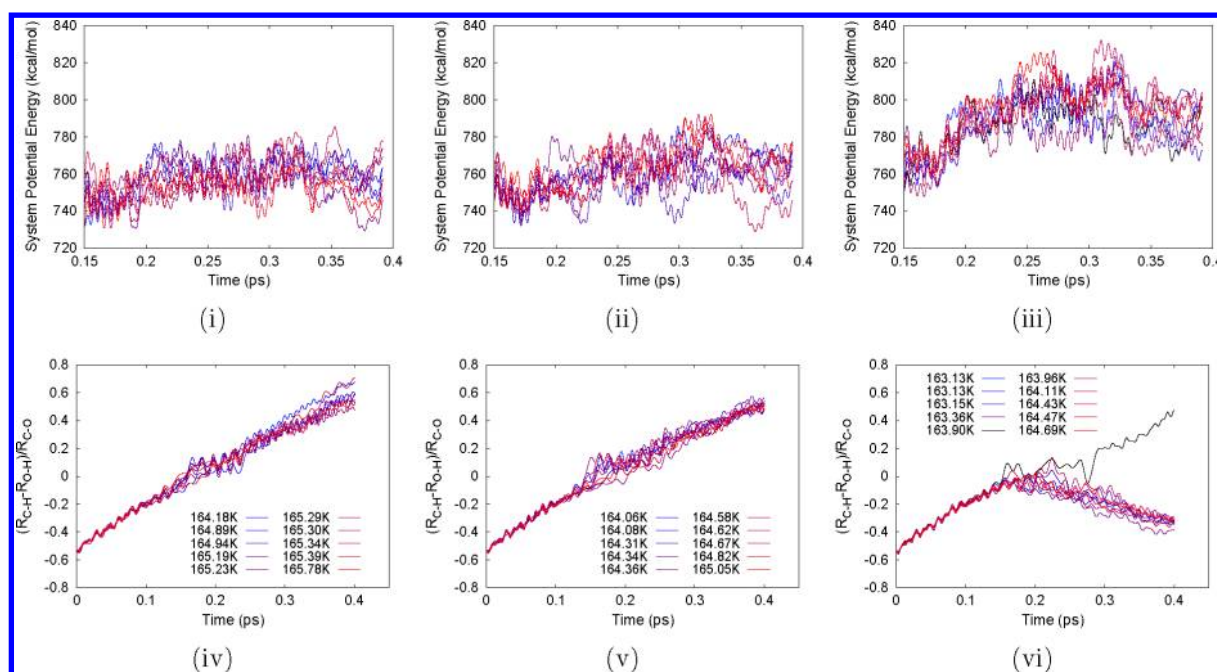 840
820
800
780
760
740
720
System Potential Energy (kcal/mol)
0.15 0.2 0.25 0.3 0.35 0.4
Time (ps)
(i)
840
820
800
780
760
740
720
System Potential Energy (kcal/mol)
0.15 0.2 0.25 0.3 0.35 0.4
Time (ps)
(ii)
840
820
800
780
760
740
720
System Potential Energy (kcal/mol)
0.15 0.2 0.25 0.3 0.35 0.4
Time (ps)
(iii)
0.8
0.6
0.4
0.2
0
-0.2
-0.4
-0.6
-0.8
(R_C-H-R_O-H)/R_C-O
164.18K 165.29K
164.89K 165.30K
164.94K 165.34K
165.19K 165.39K
165.23K 165.78K
0 0.1 0.2 0.3 0.4
Time (ps)
(iv)
0.8
0.6
0.4
0.2
0
-0.2
-0.4
-0.6
-0.8
(R_C-H-R_O-H)/R_C-O
164.06K 164.58K
164.08K 164.62K
164.31K 164.67K
164.34K 164.82K
164.36K 165.05K
0 0.1 0.2 0.3 0.4
Time (ps)
(v)
0.8
0.6
0.4
0.2
0
-0.2
-0.4
-0.6
-0.8
(R_C-H-R_O-H)/R_C-O
163.13K 163.96K
163.13K 164.11K
163.15K 164.43K
163.36K 164.47K
163.90K 164.69K
0 0.1 0.2 0.3 0.4
Time (ps)
(vi)